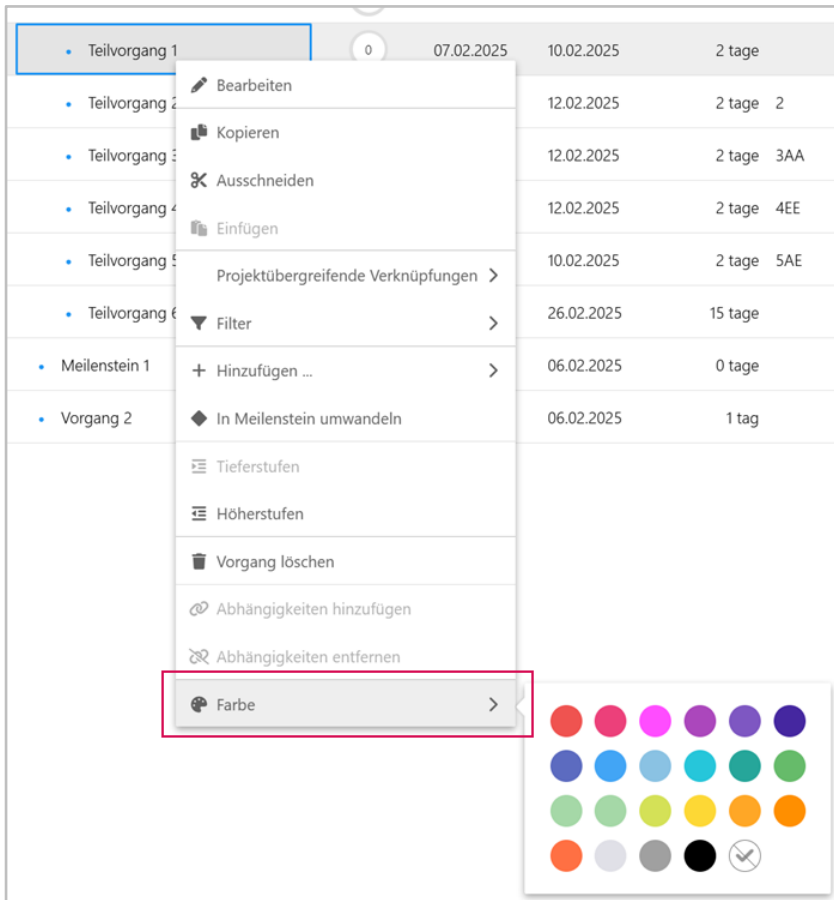 Teilvorgang 1 0 07.02.2025 10.02.2025 2 tage
Teilvorgang 2 12.02.2025 2 tage 2
Teilvorgang 3 12.02.2025 2 tage 3AA
Teilvorgang 4 12.02.2025 2 tage 4EE
Teilvorgang 5 10.02.2025 2 tage 5AE
Teilvorgang 6 26.02.2025 15 tage
Meilenstein 1 06.02.2025 0 tage
Vorgang 2 06.02.2025 1 tag
Bearbeiten
Kopieren
Ausschneiden
Einfügen
Projektübergreifende Verknüpfungen
Filter
Hinzufügen ...
In Meilenstein umwandeln
Tieferstufen
Höherstufen
Vorgang löschen
Abhängigkeiten hinzufügen
Abhängigkeiten entfernen
Farbe